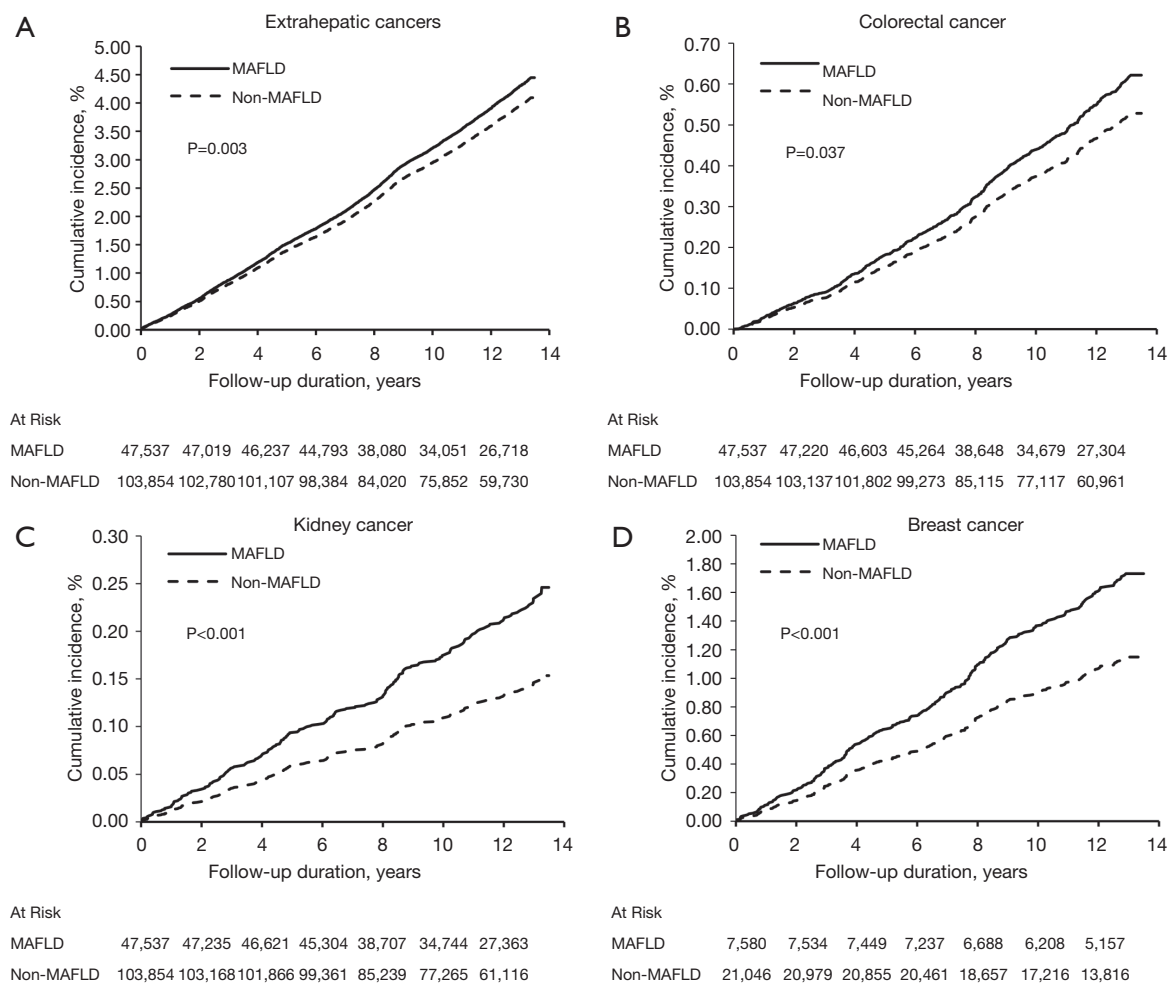 A
Extrahepatic cancers
Cumulative incidence, %
5.00
4.50
4.00
3.50
3.00
2.50
2.00
1.50
1.00
0.50
0.00
MAFLD
Non-MAFLD
P=0.003
0 2 4 6 8 10 12 14
Follow-up duration, years
At Risk
MAFLD 47,537 47,019 46,237 44,793 38,080 34,051 26,718
Non-MAFLD 103,854 102,780 101,107 98,384 84,020 75,852 59,730
B
Colorectal cancer
Cumulative incidence, %
0.70
0.60
0.50
0.40
0.30
0.20
0.10
0.00
MAFLD
Non-MAFLD
P=0.037
0 2 4 6 8 10 12 14
Follow-up duration, years
At Risk
MAFLD 47,537 47,220 46,603 45,264 38,648 34,679 27,304
Non-MAFLD 103,854 103,137 101,802 99,273 85,115 77,117 60,961
C
Kidney cancer
Cumulative incidence, %
0.30
0.25
0.20
0.15
0.10
0.05
0.00
MAFLD
Non-MAFLD
P<0.001
0 2 4 6 8 10 12 14
Follow-up duration, years
At Risk
MAFLD 47,537 47,235 46,621 45,304 38,707 34,744 27,363
Non-MAFLD 103,854 103,168 101,866 99,361 85,239 77,265 61,116
D
Breast cancer
Cumulative incidence, %
2.00
1.80
1.60
1.40
1.20
1.00
0.80
0.60
0.40
0.20
0.00
MAFLD
Non-MAFLD
P<0.001
0 2 4 6 8 10 12 14
Follow-up duration, years
At Risk
MAFLD 7,580 7,534 7,449 7,237 6,688 6,208 5,157
Non-MAFLD 21,046 20,979 20,855 20,461 18,657 17,216 13,816